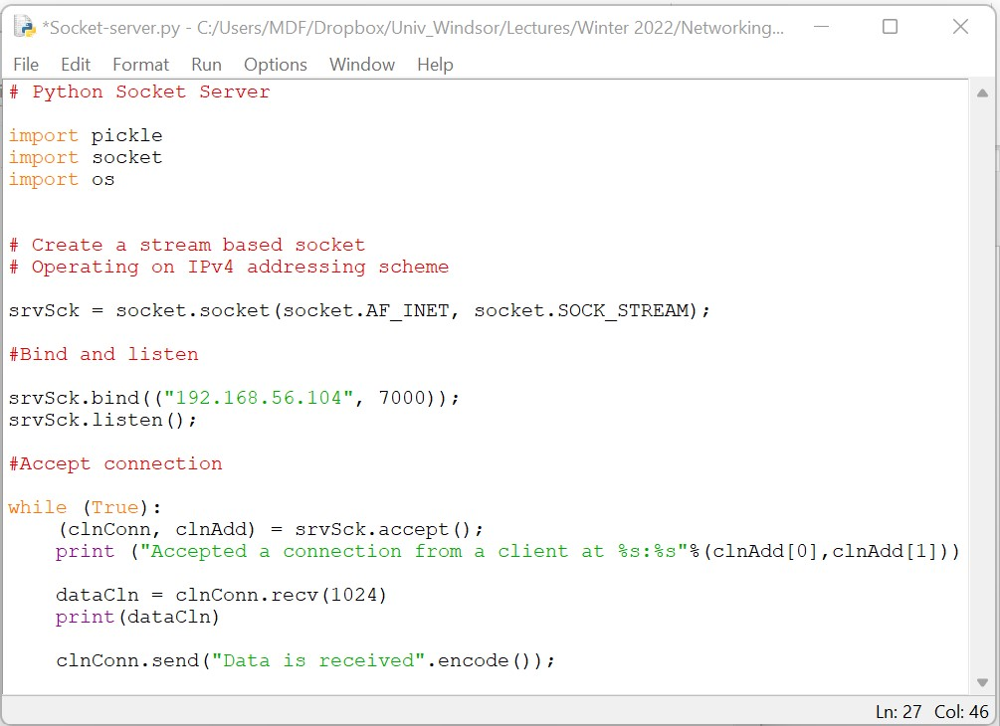 *Socket-server.py - C:/Users/MDF/Dropbox/Univ_Windsor/Lectures/Winter 2022/Networking...
File Edit Format Run Options Window Help
# Python Socket Server
import pickle
import socket
import os
# Create a stream based socket
# Operating on IPv4 addressing scheme
srvSck = socket.socket(socket.AF_INET, socket.SOCK_STREAM);
#Bind and listen
srvSck.bind(("192.168.56.104", 7000));
srvSck.listen();
#Accept connection
while (True):
    (clnConn, clnAdd) = srvSck.accept();
    print ("Accepted a connection from a client at %s:%s"%(clnAdd[0],clnAdd[1]))
    dataCln = clnConn.recv(1024)
    print(dataCln)
    clnConn.send("Data is received".encode());
Ln: 27 Col: 46